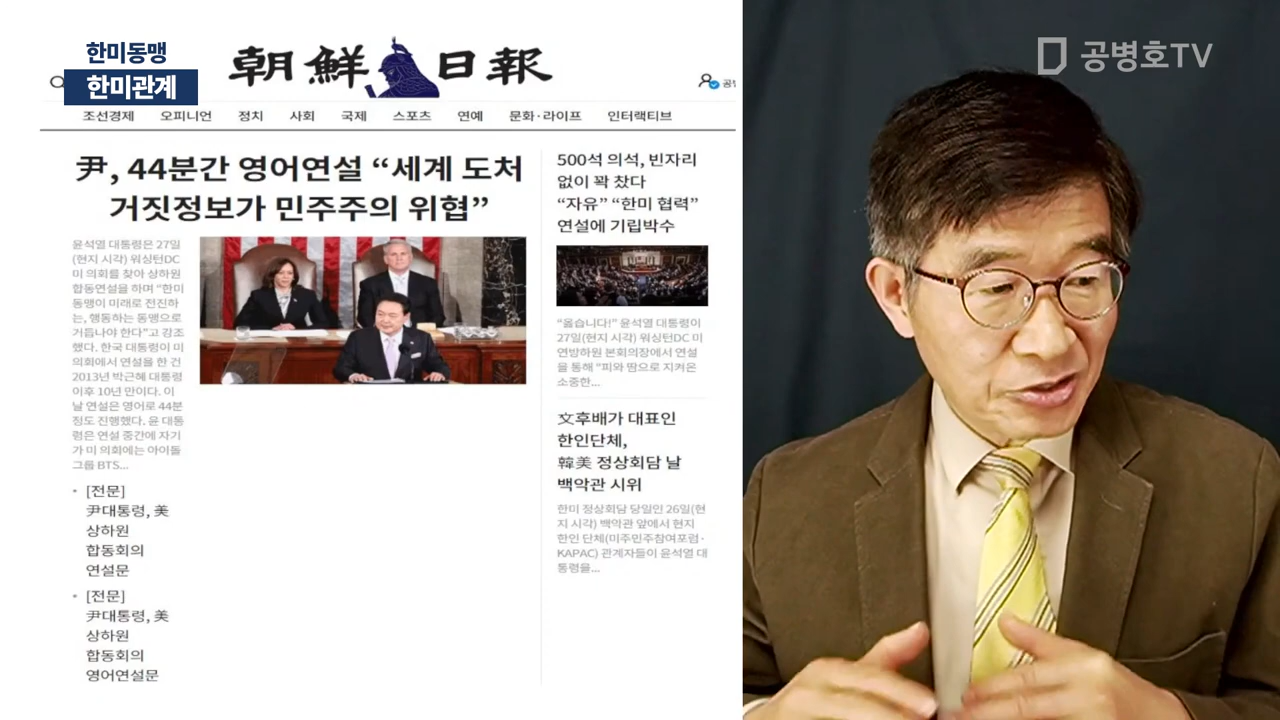 한미동맹
한미관계
朝鮮日報
공병호TV
조선경제 오피니언 정치 사회 국제 스포츠 연예 문화·라이프 인터랙티브
尹, 44분간 영어연설 “세계 도처
거짓정보가 민주주의 위협”
윤석열 대통령은 27일
(현지 시각) 워싱턴DC
미 의회를 찾아 상하원
합동연설을 하며 “한미
동맹이 미래로 전진하
는, 행동하는 동맹으로
거듭나야 한다”고 강조
했다. 한국 대통령이 미
의회에서 연설을 한 건
2013년 박근혜 대통령
이후 10년 만이다. 이
날 연설은 영어로 44분
정도 진행했다. 윤 대통
령은 연설 중간에 자기
가 미 의회에는 아이돌
그룹 BTS...
• [전문]
尹대통령, 美
상하원
합동회의
연설문
• [전문]
尹대통령, 美
상하원
합동회의
영어연설문
500석 의석, 빈자리
없이 꽉 찼다
“자유” “한미 협력”
연설에 기립박수
“옳습니다!” 윤석열 대통령이
27일(현지 시각) 워싱턴DC 미
연방하원 본회의장에서 연설
을 통해 “피와 땀으로 지켜온
소중한...
文후배가 대표인
한인단체,
韓美 정상회담 날
백악관 시위
한미 정상회담 당일인 26일(현
지 시각) 백악관 앞에서 현지
한인 단체(미주민주참여포럼·
KAPAC) 관계자들이 윤석열 대
통령을...